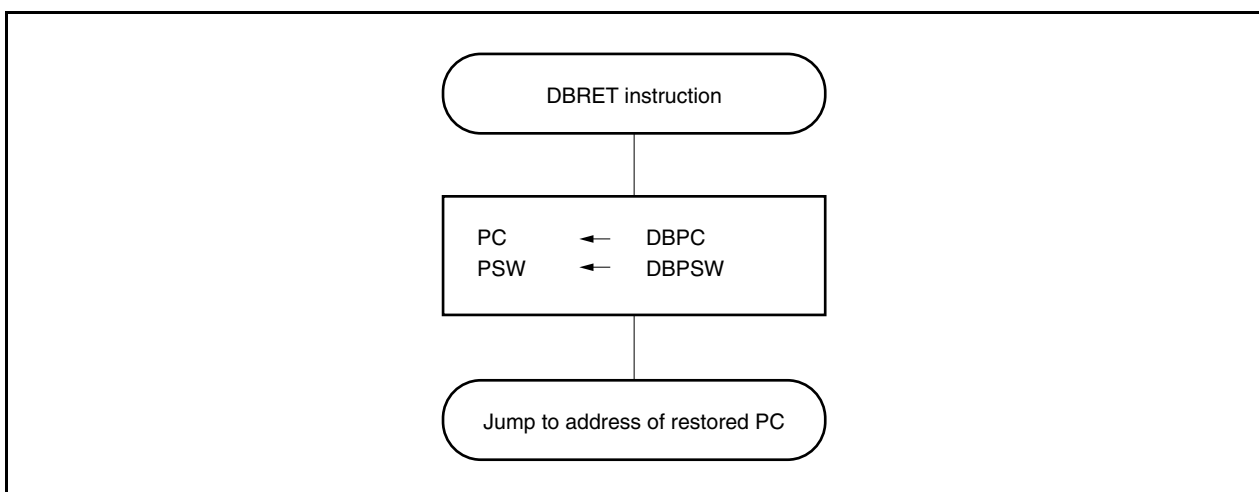 DBRET instruction
PC ← DBPC
PSW ← DBPSW
Jump to address of restored PC